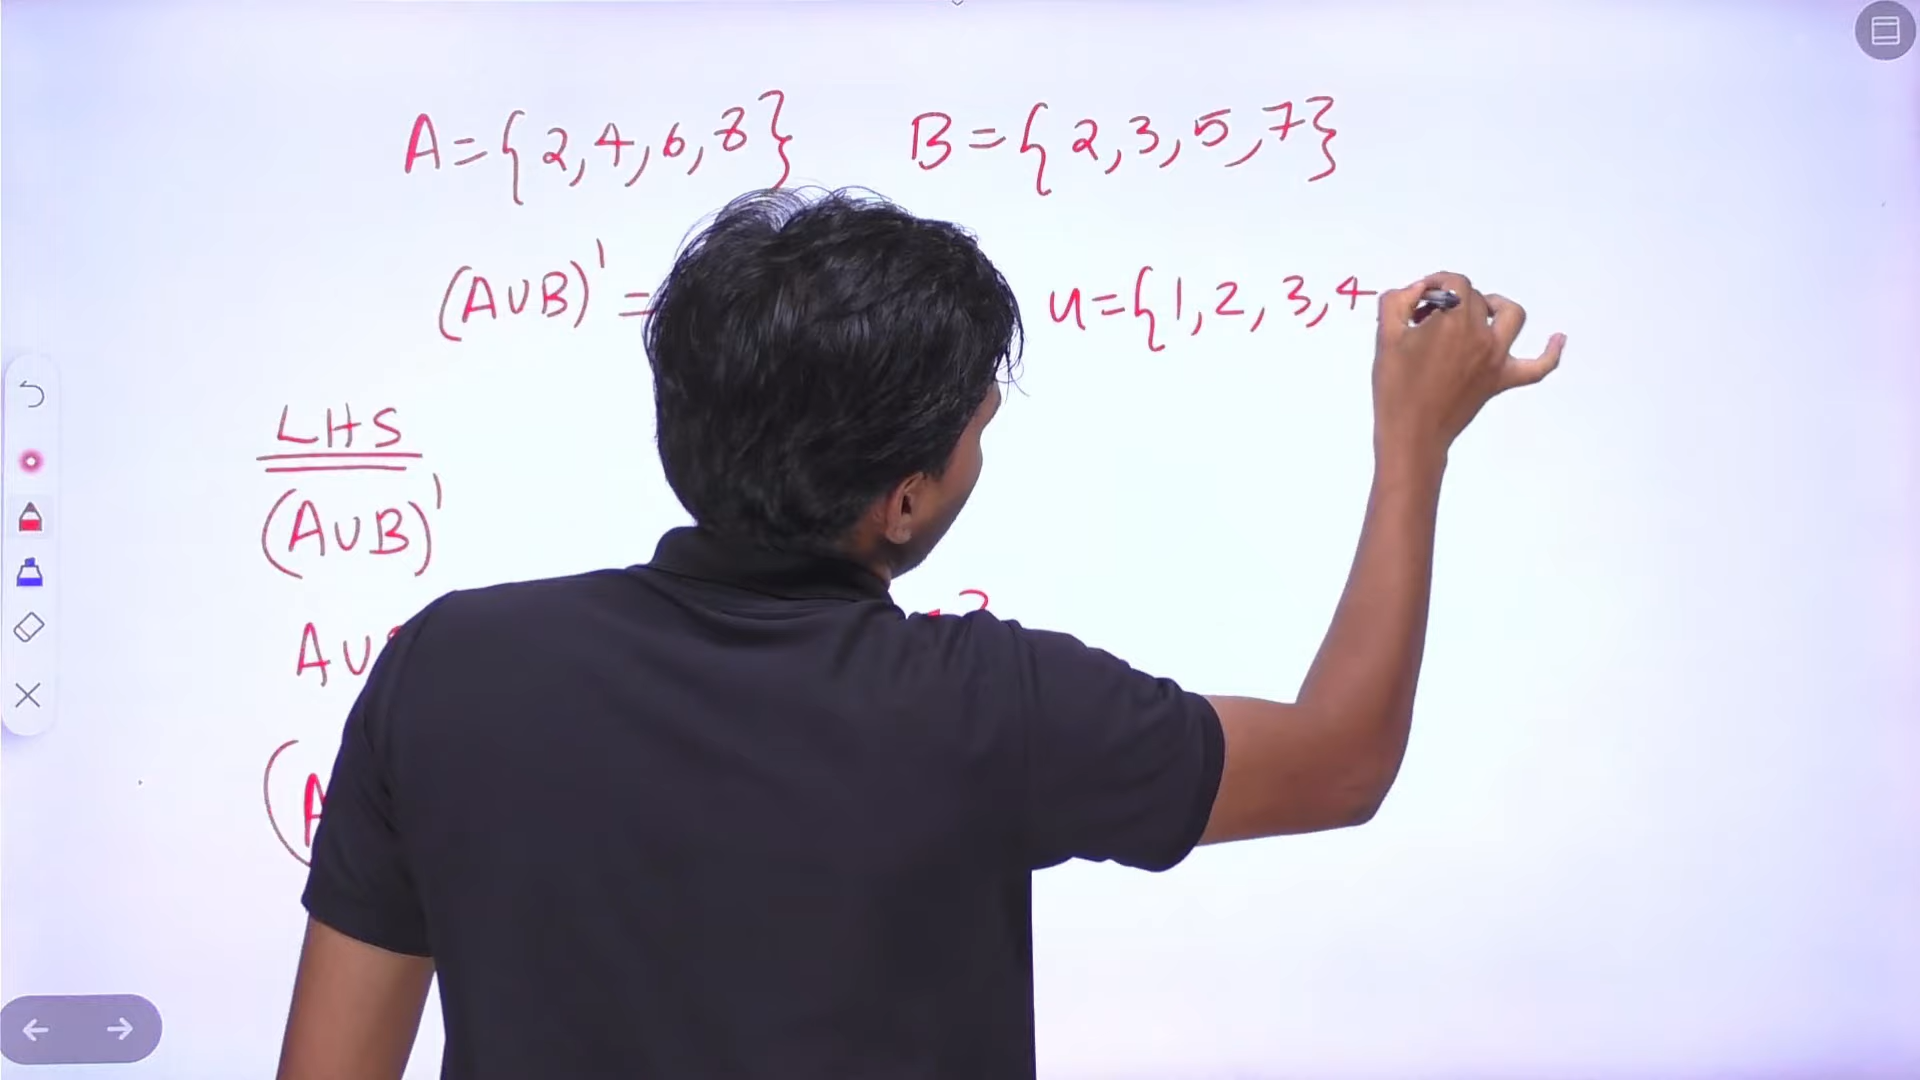 A={2,4,6,8} B={2,3,5,7}
(A∪B)'= U={1,2,3,4
LHS
(A∪B)'
A∪
(A